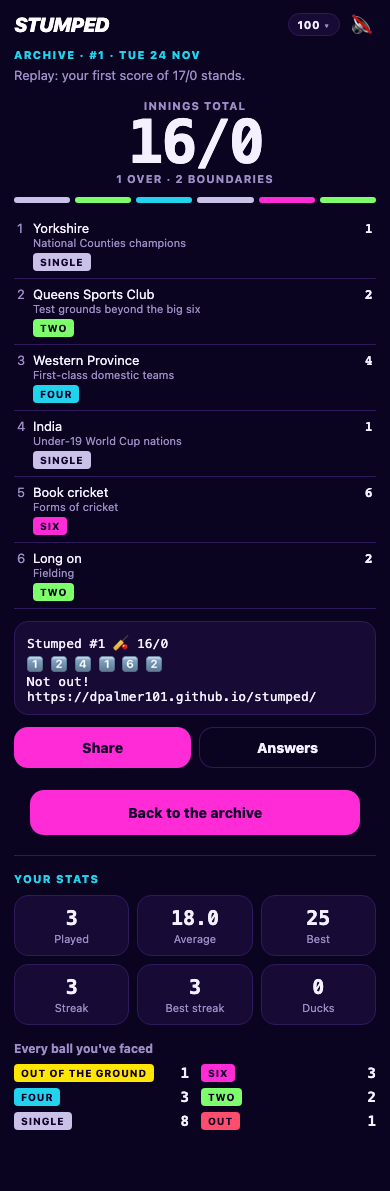 STUMPED
100 ▾
ARCHIVE · #1 · TUE 24 NOV
Replay: your first score of 17/0 stands.
INNINGS TOTAL
16/0
1 OVER · 2 BOUNDARIES
1 Yorkshire 1
National Counties champions
SINGLE
2 Queens Sports Club 2
Test grounds beyond the big six
TWO
3 Western Province 4
First-class domestic teams
FOUR
4 India 1
Under-19 World Cup nations
SINGLE
5 Book cricket 6
Forms of cricket
SIX
6 Long on 2
Fielding
TWO
Stumped #1 🏏 16/0
1️⃣ 2️⃣ 4️⃣ 1️⃣ 6️⃣ 2️⃣
Not out!
https://dpalmer101.github.io/stumped/
Share Answers
Back to the archive
YOUR STATS
3 18.0 25
Played Average Best
3 3 0
Streak Best streak Ducks
Every ball you've faced
OUT OF THE GROUND 1 SIX 3
FOUR 3 TWO 2
SINGLE 8 OUT 1